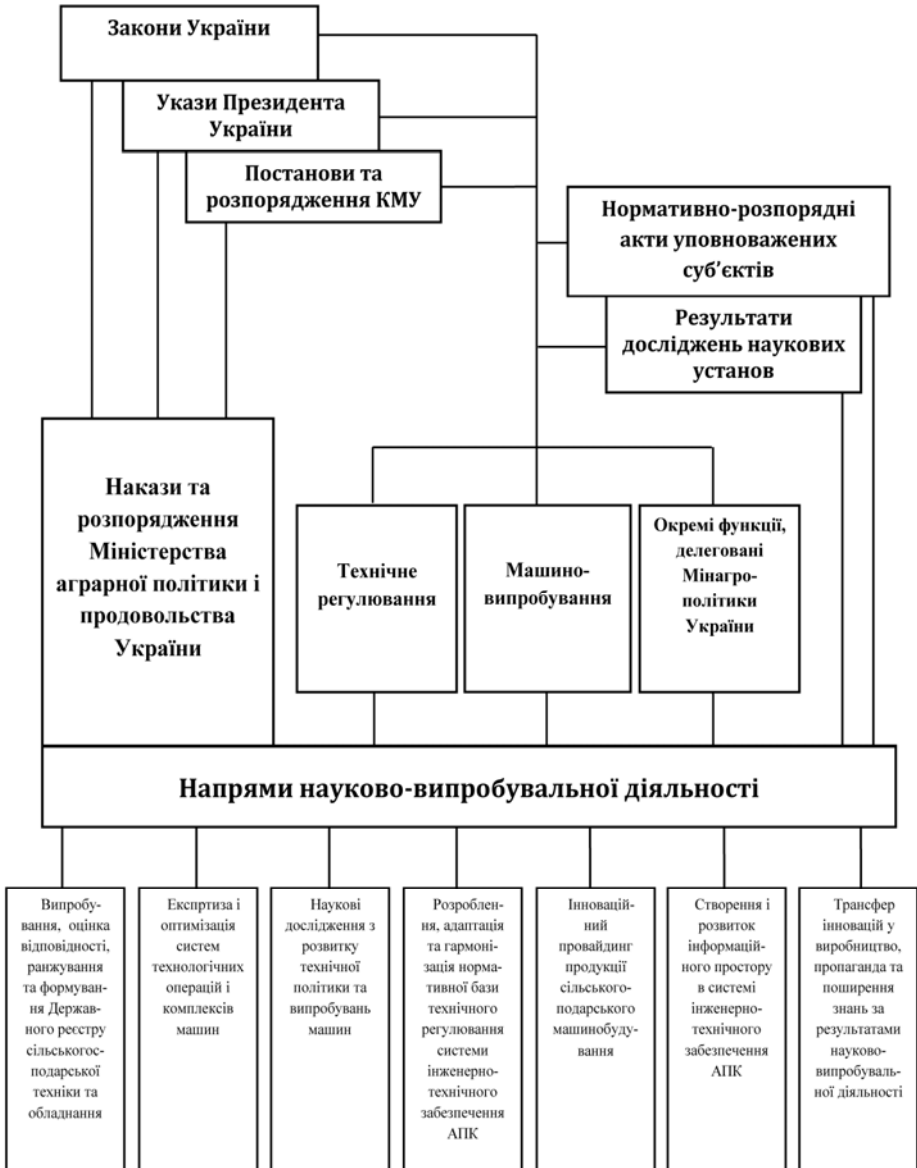 Закони України
Укази Президента
України
Постанови та
розпорядження КМУ
Нормативно-розпорядні
акти уповноважених
суб’єктів
Результати
досліджень наукових
установ
Накази та
розпорядження
Міністерства
аграрної політики і
продовольства
України
Технічне
регулювання
Машино-
випробування
Окремі функції,
делеговані
Мінагро-
політики
України
Напрями науково-випробувальної діяльності
Випробу-
вання, оцінка
відповідності,
ранжування
та формуван-
ня Держав-
ного реєстру
сільськогос-
подарської
техніки та
обладнання
Експртиза і
оптимізація
систем
технологічних
операцій і
комплексів
машин
Наукові
дослідження з
розвитку
технічної
політики та
випробувань
машин
Розроблен-
ня, адаптація
та гармоні-
зація норма-
тивної бази
технічного
регулювання
системи
інженерно-
технічного
забезпечення
АПК
Інновацій-
ний
провайдинг
продукції
сільського-
подарського
машинобуду-
вання
Створення і
розвиток
інформацій-
ного простору
в системі
інженерно-
технічного
забезпечення
АПК
Трансфер
інновацій у
виробництво,
пропаганда та
поширення
знань за
результатами
науково-
випробуваль-
ної діяльності